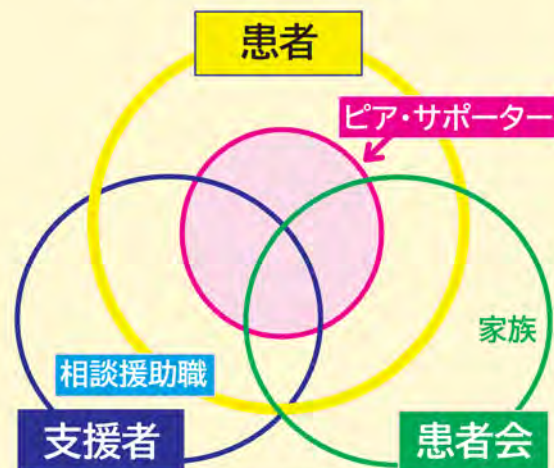 患者
ピア・サポーター
家族
相談援助職
支援者
患者会